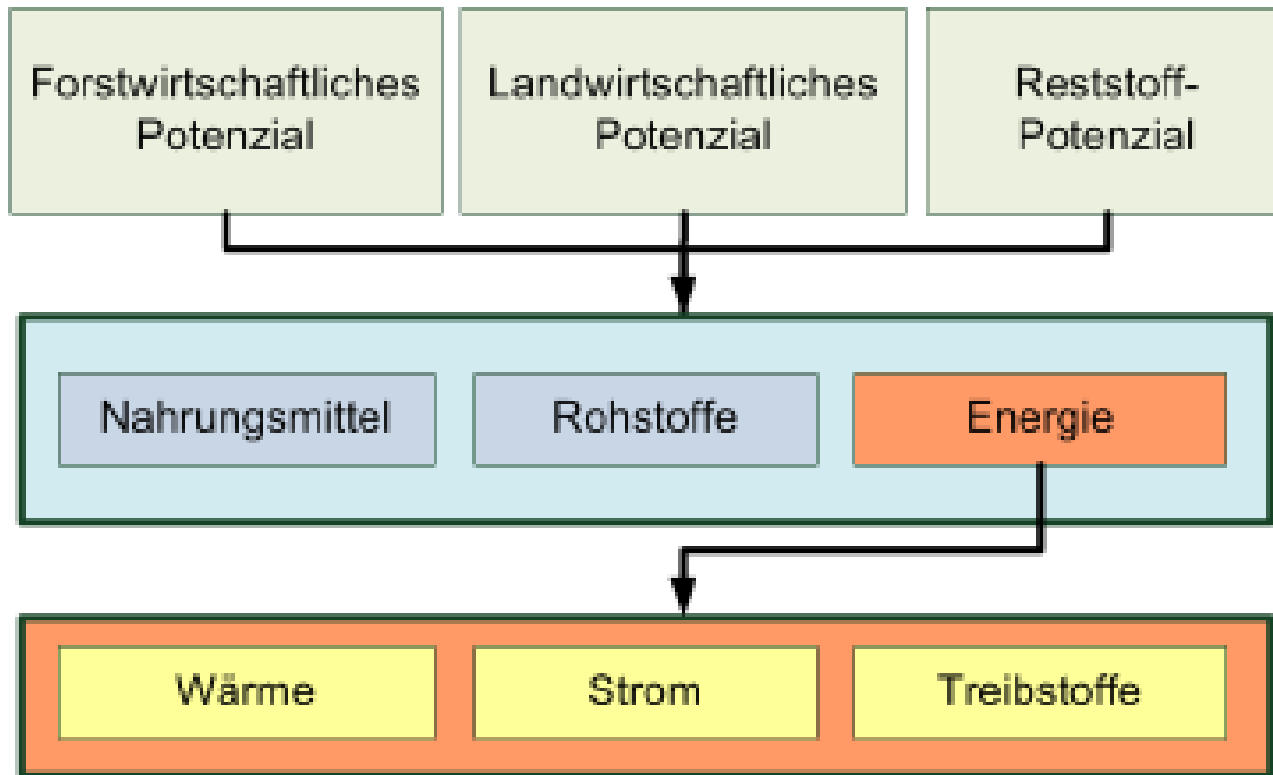 Forstwirtschaftliches
Potenzial
Landwirtschaftliches
Potenzial
Reststoff-
Potenzial
Nahrungsmittel
Rohstoffe
Energie
Wärme
Strom
Treibstoffe